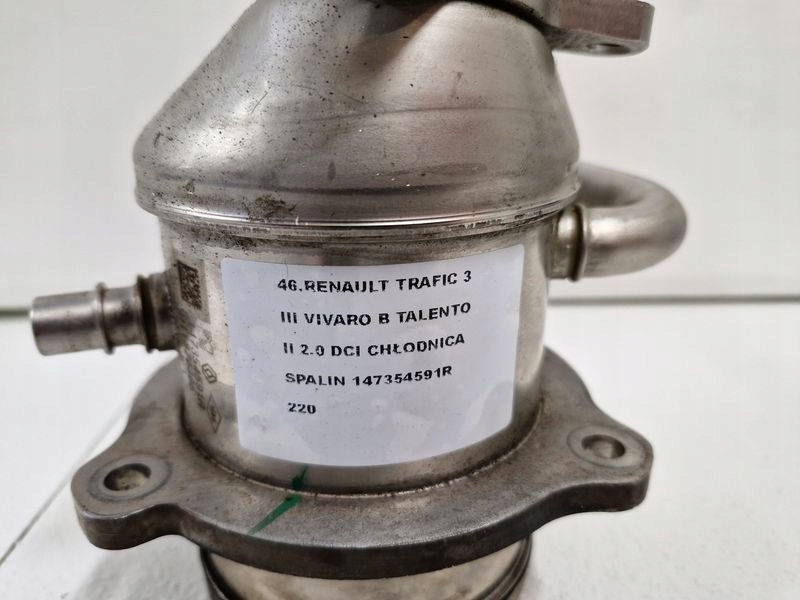 46.RENAULT TRAFIC 3
III VIVARO B TALENTO
II 2.0 DCI CHŁODNICA
SPALIN 147354591R
220